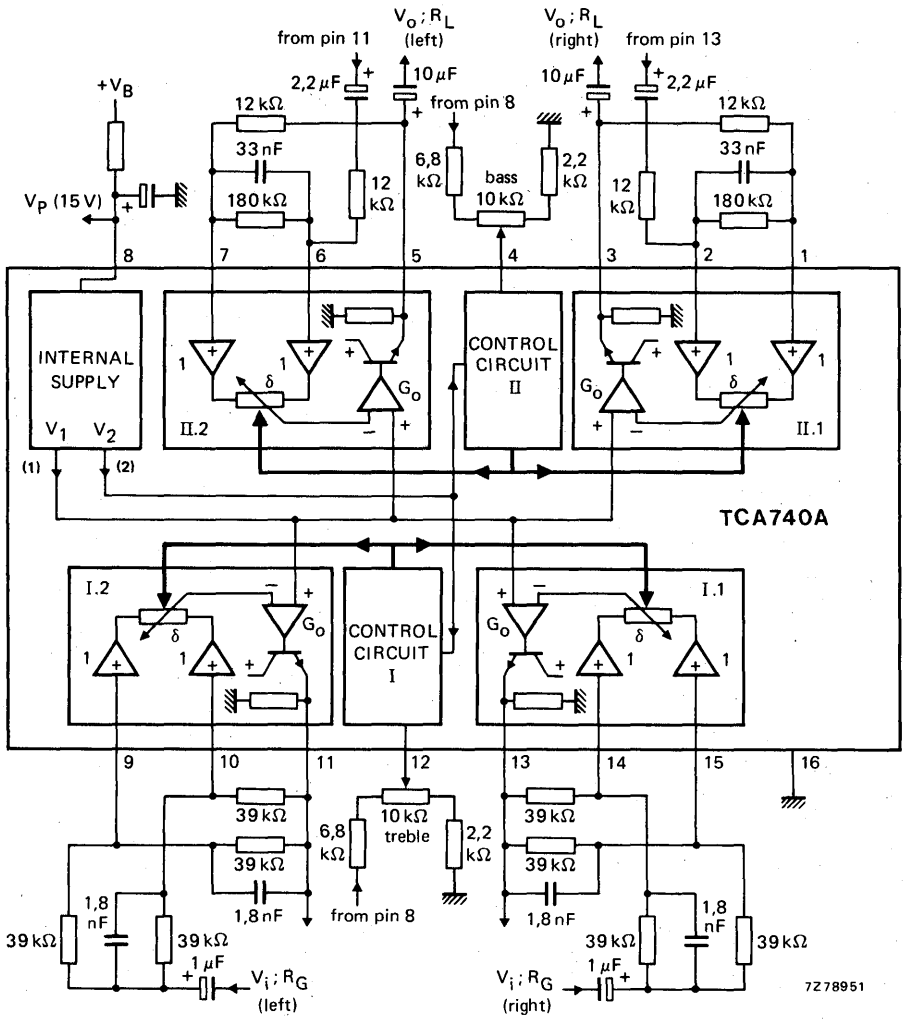 V_o ; R_L (left)
V_o ; R_L (right)
from pin 11
from pin 13
2,2 µF
+
10 µF
+
10 µF
+
+
2,2 µF
+V_B
from pin 8
12 kΩ
12 kΩ
33 nF
6,8 kΩ
2,2 kΩ
33 nF
bass
10 kΩ
12 kΩ
12 kΩ
V_P (15 V)
+
180 kΩ
180 kΩ
8
7
6
5
4
3
2
1
INTERNAL SUPPLY
V_1
V_2
(1)
(2)
1
+
1
+
δ
+
G_o
−
+
II.2
CONTROL CIRCUIT II
+
G_o
+
−
+
1
+
1
δ
II.1
TCA740A
I.2
δ
−
+
G_o
1
+
1
+
+
CONTROL CIRCUIT I
I.1
+
−
G_o
+
δ
+
1
+
1
9
10
11
12
13
14
15
16
39 kΩ
39 kΩ
1,8 nF
10 kΩ
treble
6,8 kΩ
2,2 kΩ
from pin 8
39 kΩ
39 kΩ
1,8 nF
39 kΩ
1,8 nF
39 kΩ
1 µF
+
V_i ; R_G (left)
V_i ; R_G (right)
39 kΩ
1 µF
+
1,8 nF
39 kΩ
7Z78951